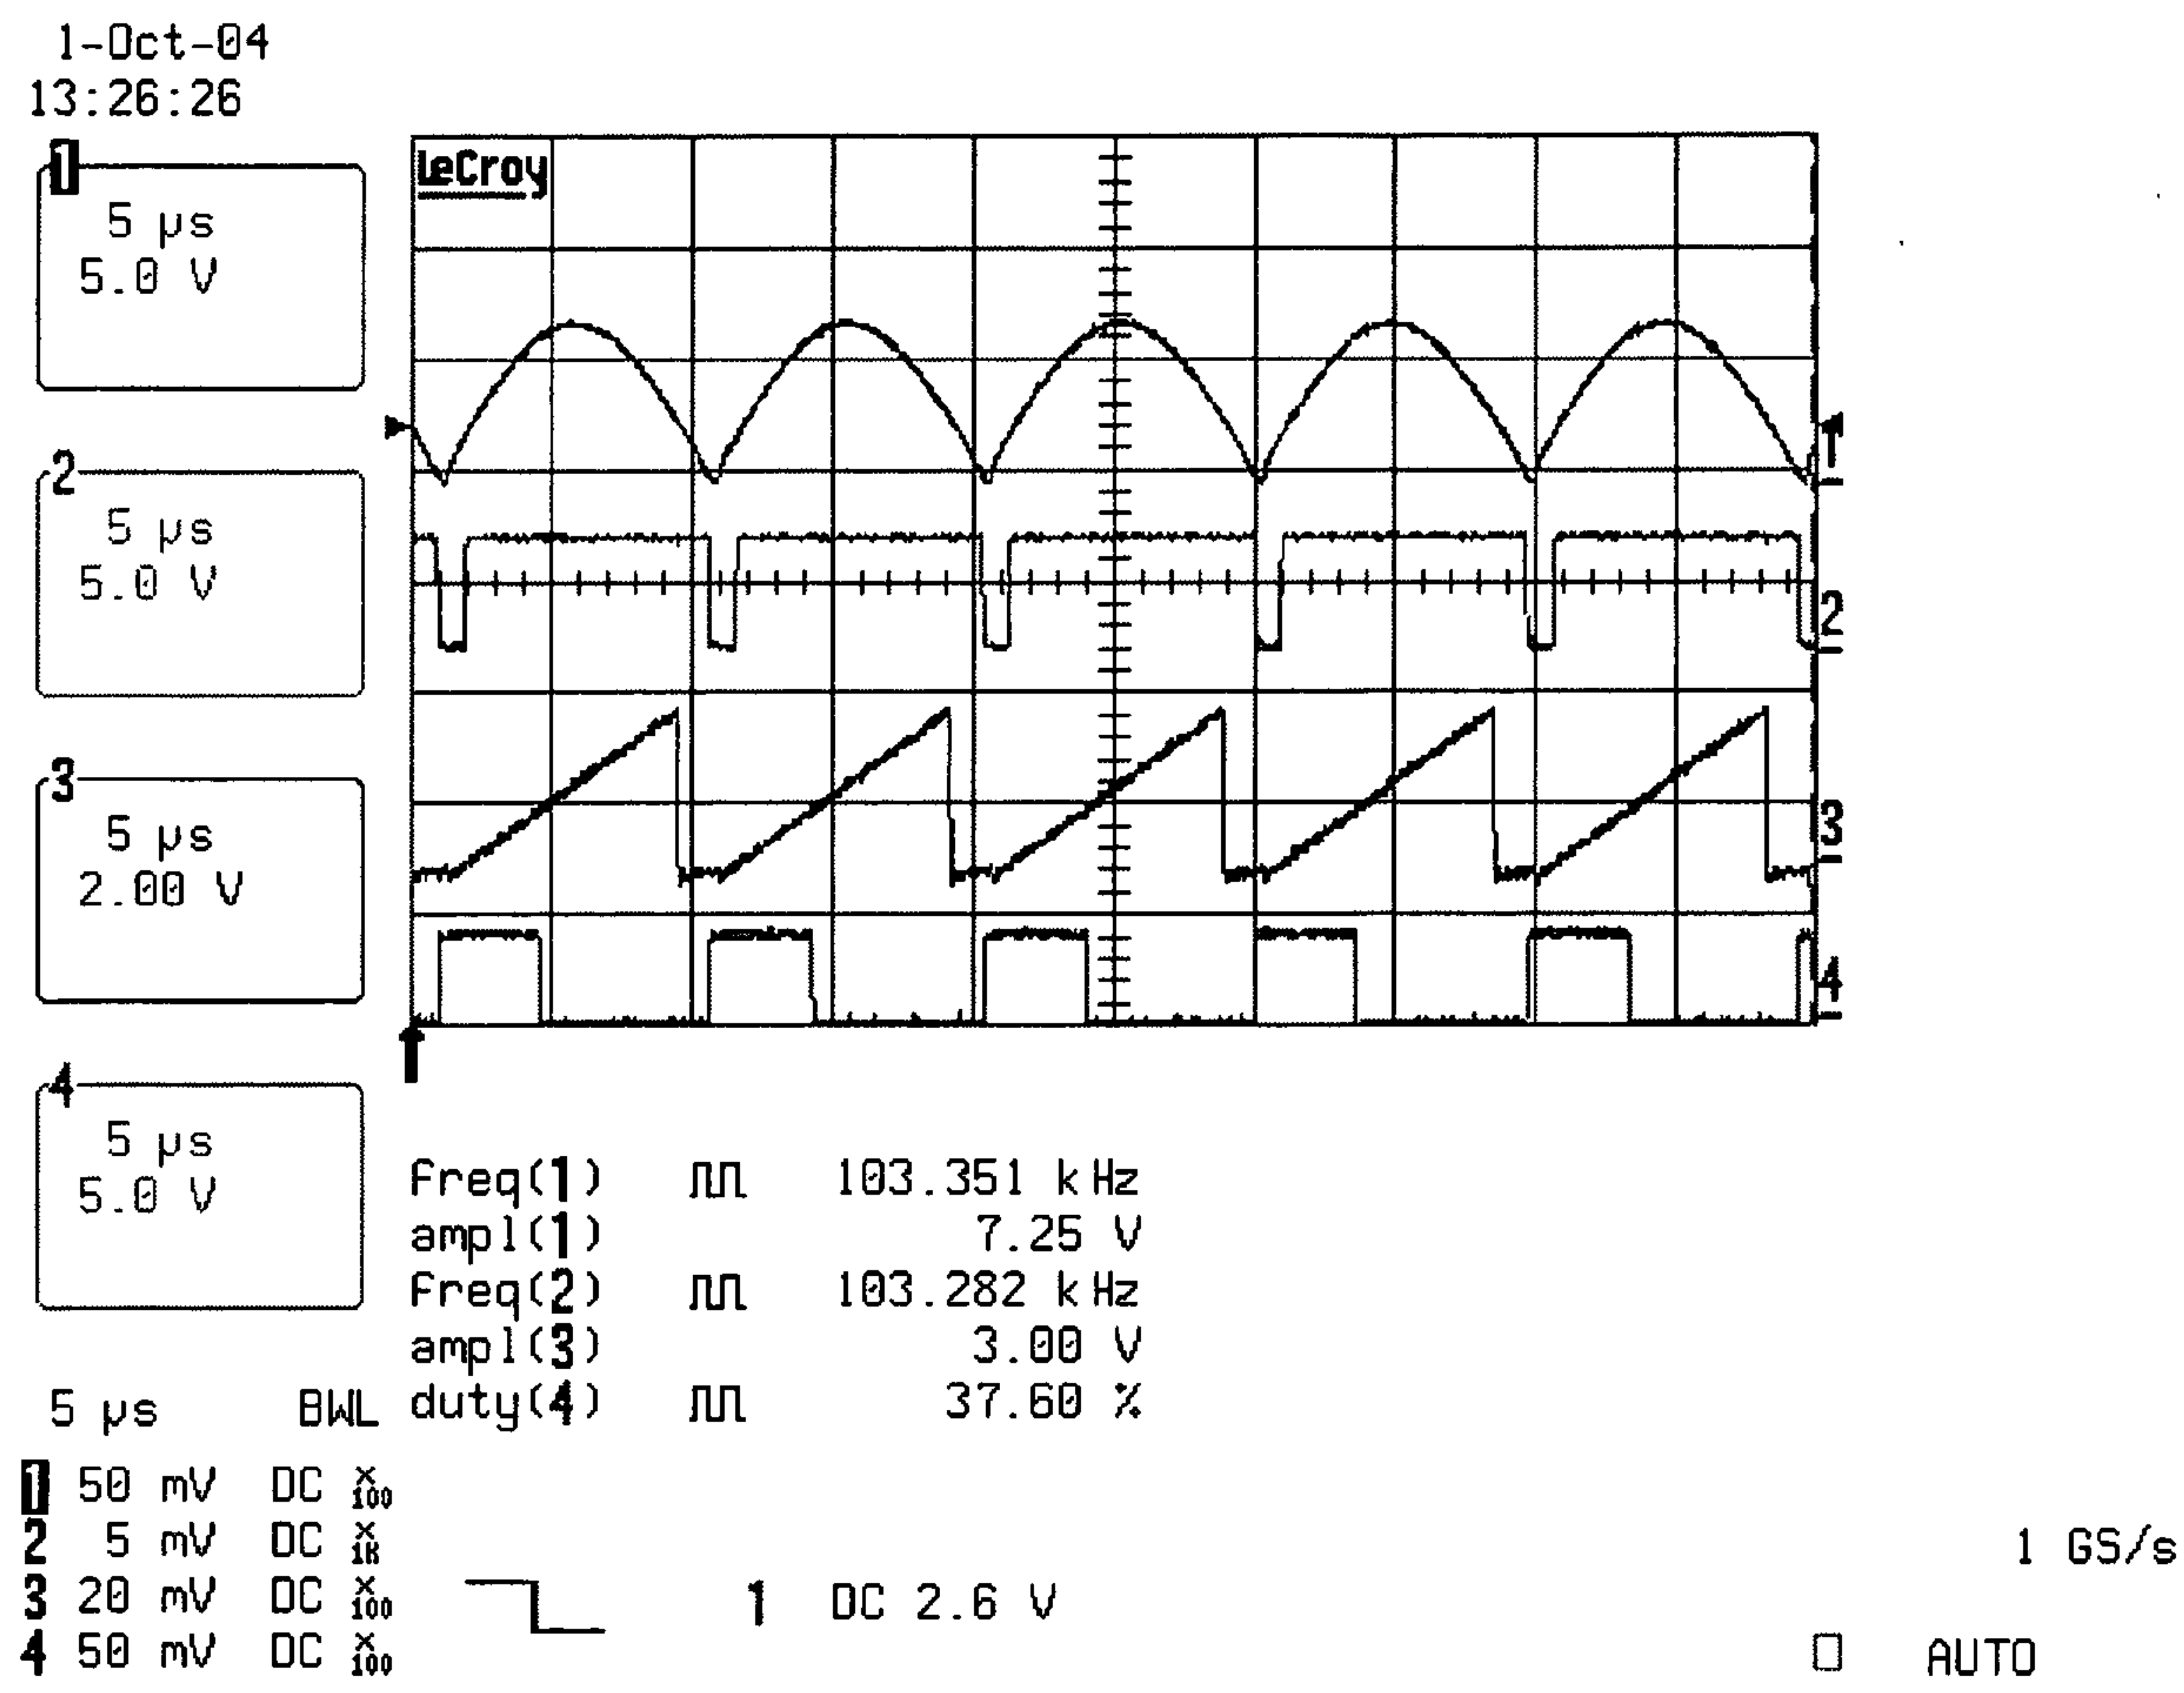 1-Oct-04
13:26:26
1
5 µs
5.0 V
2
5 µs
5.0 V
3
5 µs
2.00 V
4
5 µs
5.0 V
LeCroy
1
2
3
4
freq(1) 103.351 kHz
ampl(1) 7.25 V
freq(2) 103.282 kHz
ampl(3) 3.00 V
duty(4) 37.60 %
5 µs BWL
1 50 mV DC X 100
2 5 mV DC X 1K
3 20 mV DC X 100
4 50 mV DC X 100
1 DC 2.6 V
1 GS/s
AUTO